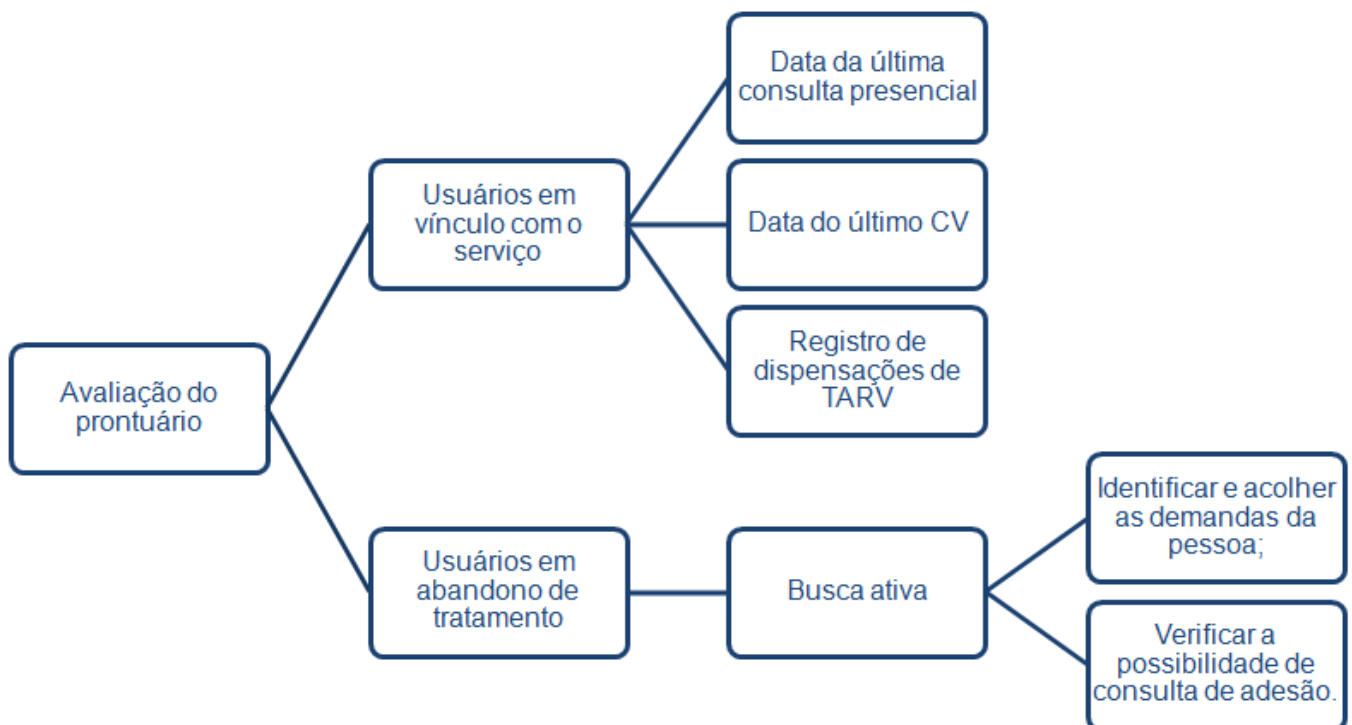 Avaliação do
prontuário
Usuários em
vínculo com o
serviço
Data da última
consulta presencial
Data do último CV
Registro de
dispensações de
TARV
Usuários em
abandono de
tratamento
Busca ativa
Identificar e acolher
as demandas da
pessoa;
Verificar a
possibilidade de
consulta de adesão.